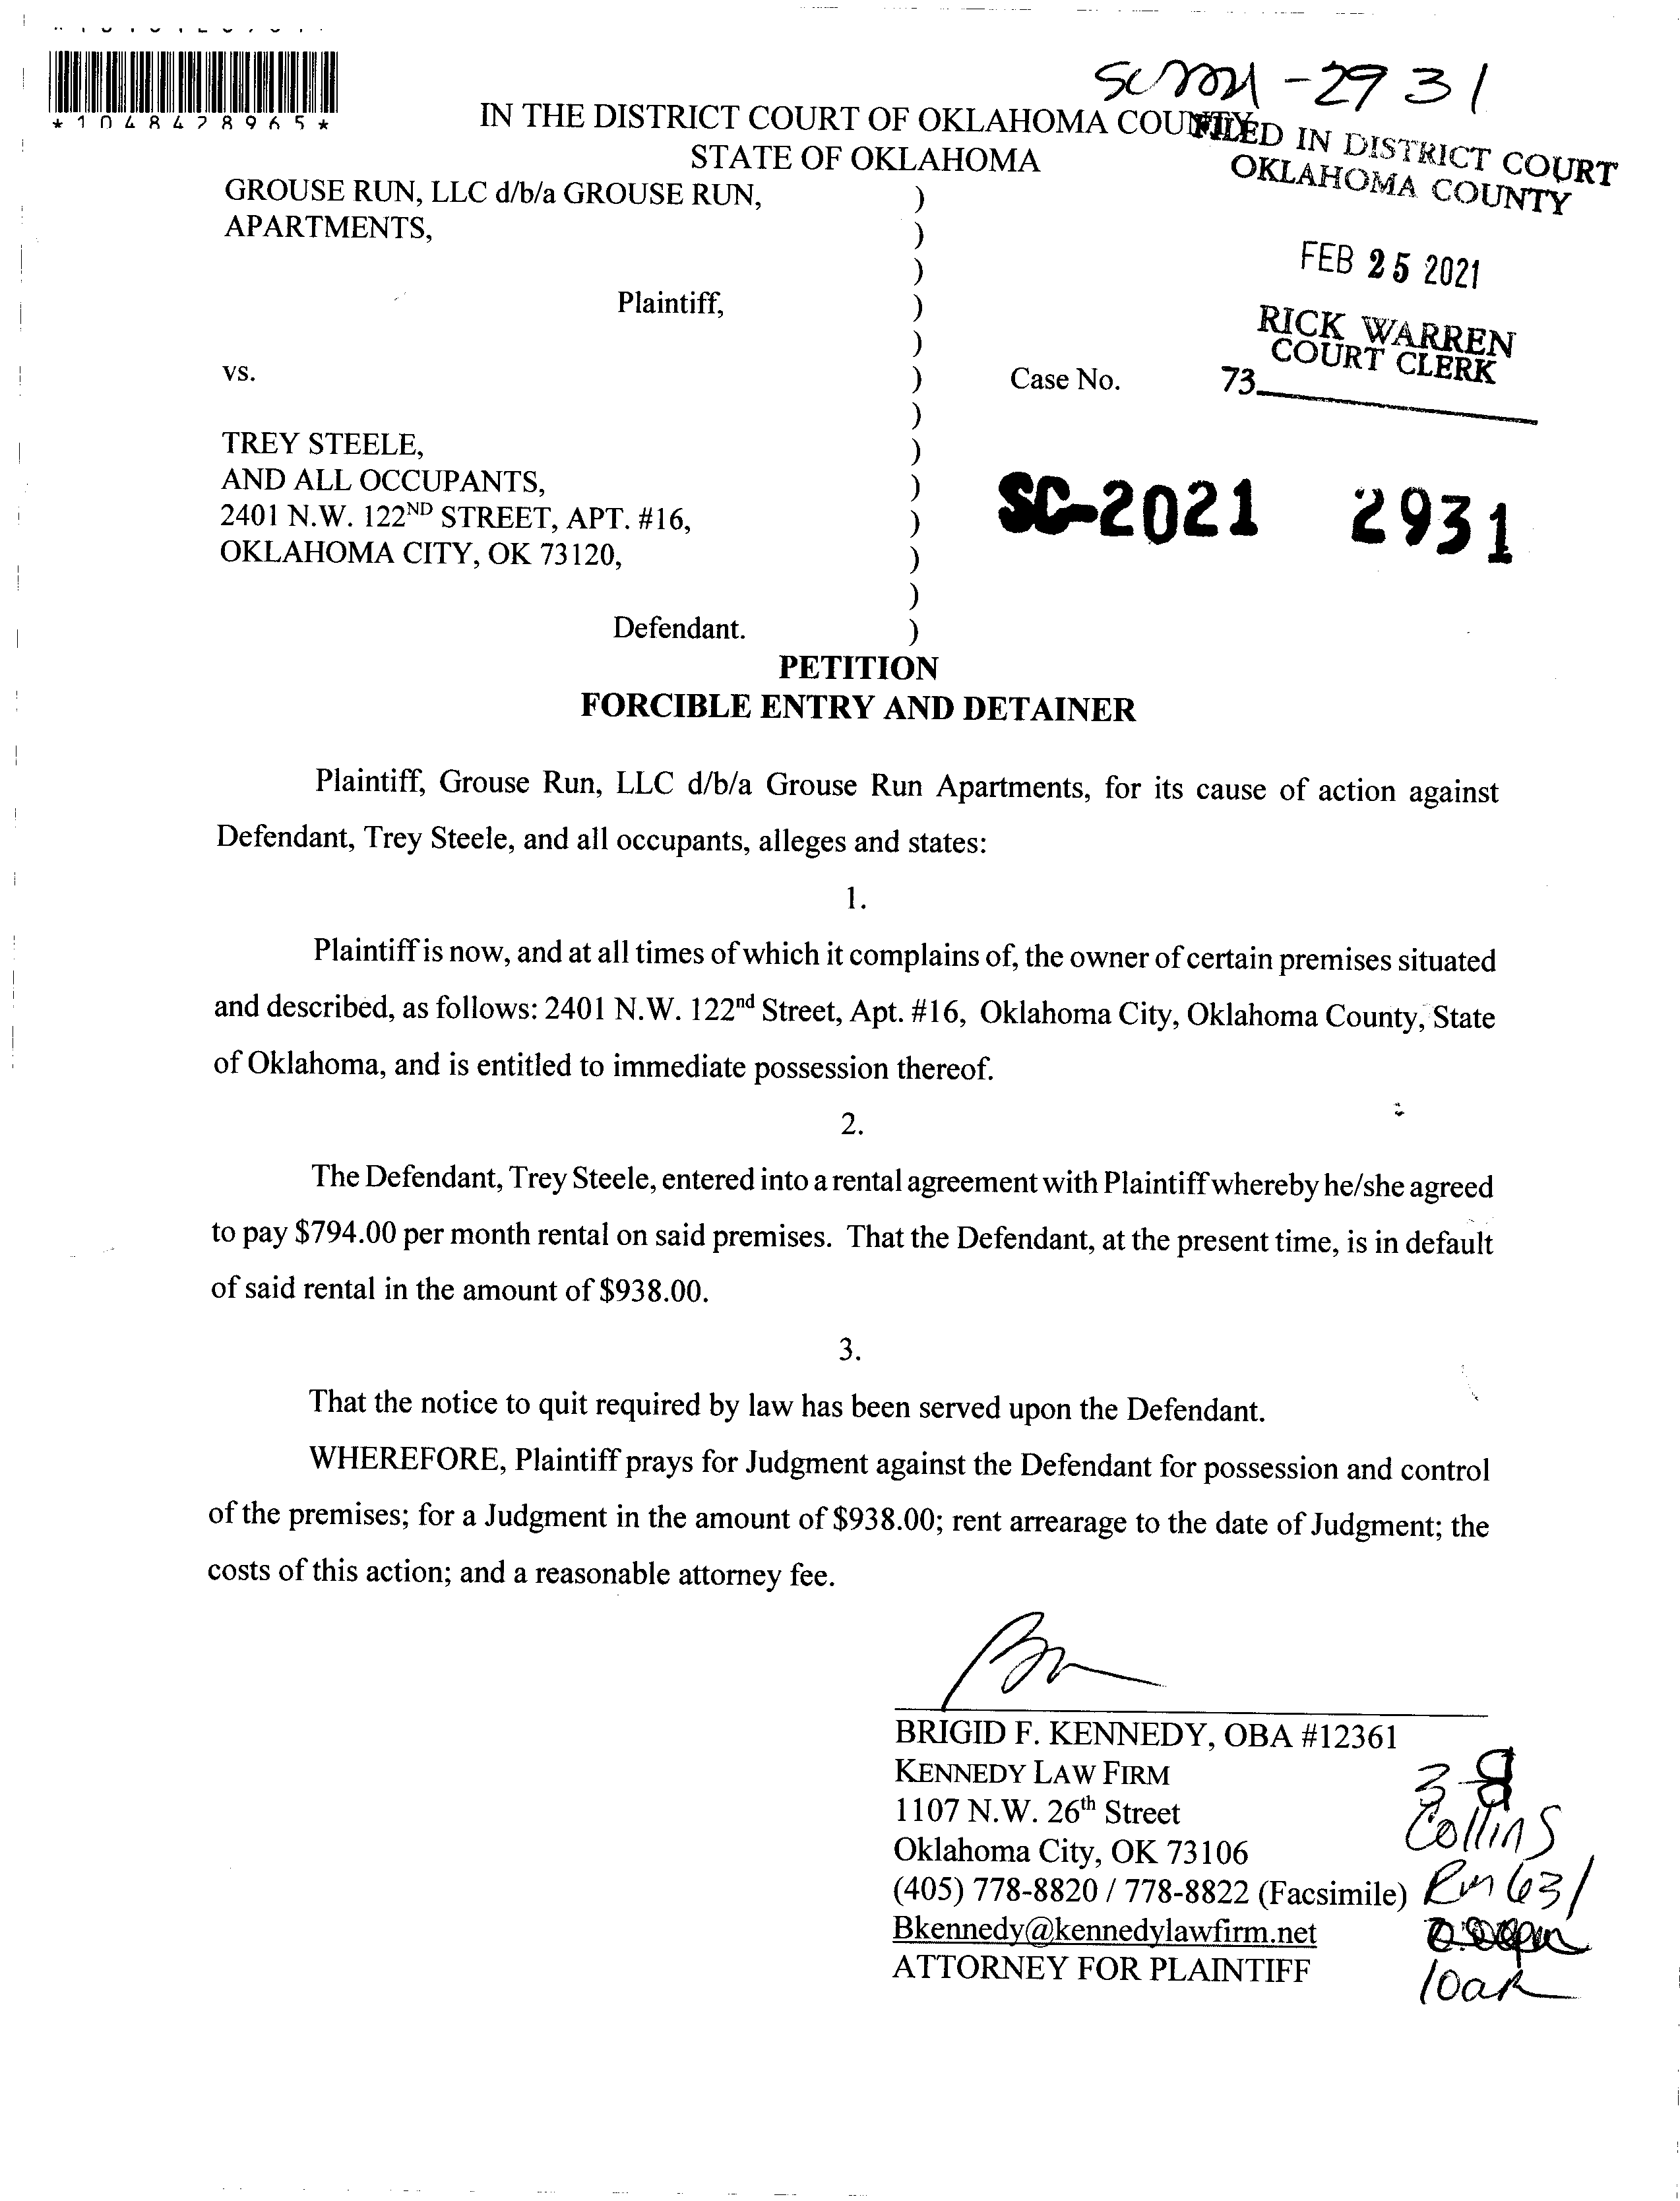 *1048478965*
-2931
IN THE DISTRICT COURT OF OKLAHOMA COUNTY
STATE OF OKLAHOMA
FILED IN DISTRICT COURT
OKLAHOMA COUNTY
FEB 25 2021
RICK WARREN
COURT CLERK
73
GROUSE RUN, LLC d/b/a GROUSE RUN, )
APARTMENTS, )
)
Plaintiff, )
)
vs. ) Case No.
)
TREY STEELE, )
AND ALL OCCUPANTS, )
2401 N.W. 122ND STREET, APT. #16, )
OKLAHOMA CITY, OK 73120, )
)
Defendant. )
SC-2021 2931
PETITION
FORCIBLE ENTRY AND DETAINER
Plaintiff, Grouse Run, LLC d/b/a Grouse Run Apartments, for its cause of action against
Defendant, Trey Steele, and all occupants, alleges and states:
1.
Plaintiff is now, and at all times of which it complains of, the owner of certain premises situated
and described, as follows: 2401 N.W. 122nd Street, Apt. #16, Oklahoma City, Oklahoma County, State
of Oklahoma, and is entitled to immediate possession thereof.
2.
The Defendant, Trey Steele, entered into a rental agreement with Plaintiff whereby he/she agreed
to pay $794.00 per month rental on said premises. That the Defendant, at the present time, is in default
of said rental in the amount of $938.00.
3.
That the notice to quit required by law has been served upon the Defendant.
WHEREFORE, Plaintiff prays for Judgment against the Defendant for possession and control
of the premises; for a Judgment in the amount of $938.00; rent arrearage to the date of Judgment; the
costs of this action; and a reasonable attorney fee.
BRIGID F. KENNEDY, OBA #12361
KENNEDY LAW FIRM
1107 N.W. 26th Street
Oklahoma City, OK 73106
(405) 778-8820 / 778-8822 (Facsimile)
Bkennedy@kennedylawfirm.net
ATTORNEY FOR PLAINTIFF
3-8
Collins
Rm 631